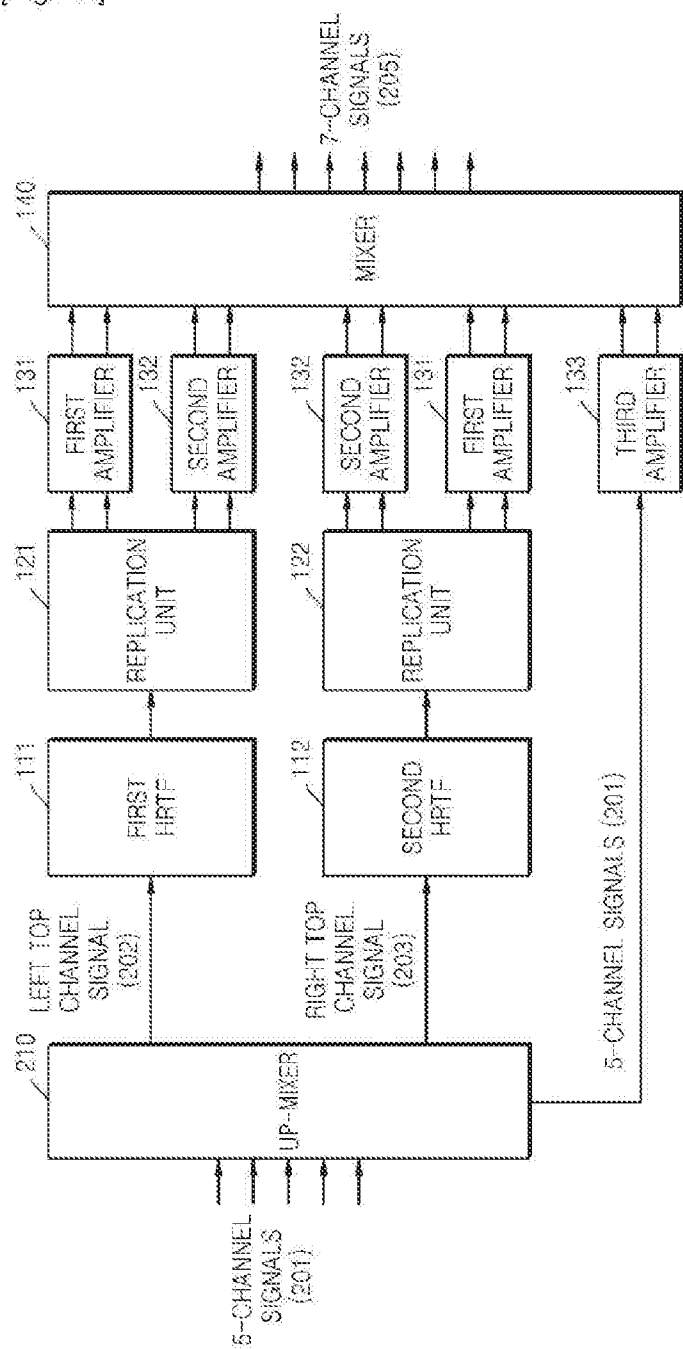 5-CHANNEL
SIGNALS
(201)
210
UP-MIXER
LEFT TOP
CHANNEL
SIGNAL
(202)
RIGHT TOP
CHANNEL
SIGNAL
(203)
5-CHANNEL SIGNALS (201)
111
FIRST
HRTF
112
SECOND
HRTF
121
REPLICATION
UNIT
122
REPLICATION
UNIT
131
FIRST
AMPLIFIER
132
SECOND
AMPLIFIER
132
SECOND
AMPLIFIER
131
FIRST
AMPLIFIER
133
THIRD
AMPLIFIER
140
MIXER
7-CHANNEL
SIGNALS
(205)